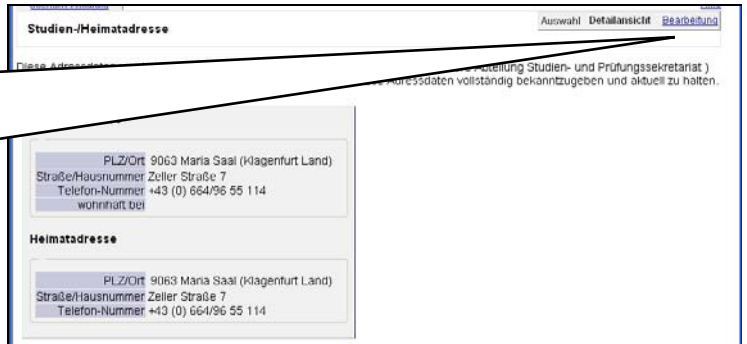 Studien-/Heimatadresse
Auswahl Detailansicht Bearbeitung
Diese Adressdaten Abteilung Studien- und Prüfungssekretariat )
Adressdaten vollständig bekanntzugeben und aktuell zu halten.
PLZ/Ort 9063 Maria Saal (Klagenfurt Land)
Straße/Hausnummer Zeller Straße 7
Telefon-Nummer +43 (0) 664/96 55 114
wohnhaft bei
Heimatadresse
PLZ/Ort 9063 Maria Saal (Klagenfurt Land)
Straße/Hausnummer Zeller Straße 7
Telefon-Nummer +43 (0) 664/96 55 114